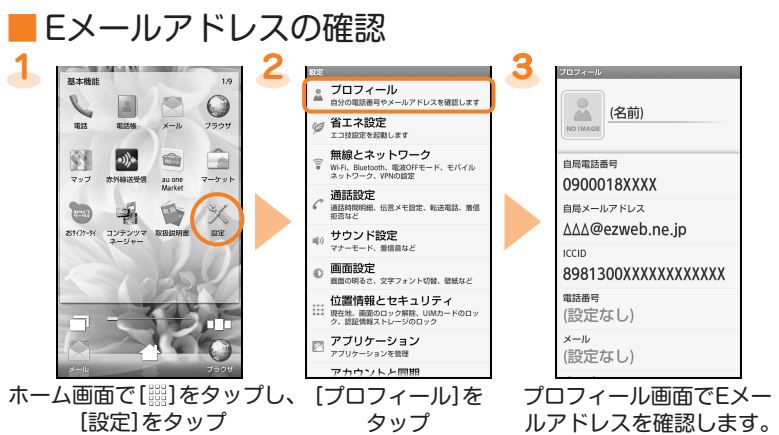 ■Eメールアドレスの確認
1
基本機能 1/9
電話 電話帳 メール ブラウザ
マップ 赤外線送受信 au one Market マーケット
おサイフケータイ コンテンツマネージャー 取扱説明書 設定
メール ブラウザ
ホーム画面で[ ]をタップし、
[設定]をタップ
2
設定
プロフィール
自分の電話番号やメールアドレスを確認します
省エネ設定
エコ技設定を起動します
無線とネットワーク
Wi-Fi、Bluetooth、電波OFFモード、モバイル
ネットワーク、VPNの設定
通話設定
通話時間明細、伝言メモ設定、転送電話、着信
拒否など
サウンド設定
マナーモード、着信音など
画面設定
画面の明るさ、文字フォント切替、壁紙など
位置情報とセキュリティ
現在地、画面のロック解除、UIMカードのロッ
ク、認証情報ストレージのロック
アプリケーション
アプリケーションを管理
アカウントと同期
[プロフィール]を
タップ
3
プロフィール
NO IMAGE
(名前)
自局電話番号
0900018XXXX
自局メールアドレス
△△△@ezweb.ne.jp
ICCID
8981300XXXXXXXXXXXX
電話番号
(設定なし)
メール
(設定なし)
プロフィール画面でEメー
ルアドレスを確認します。